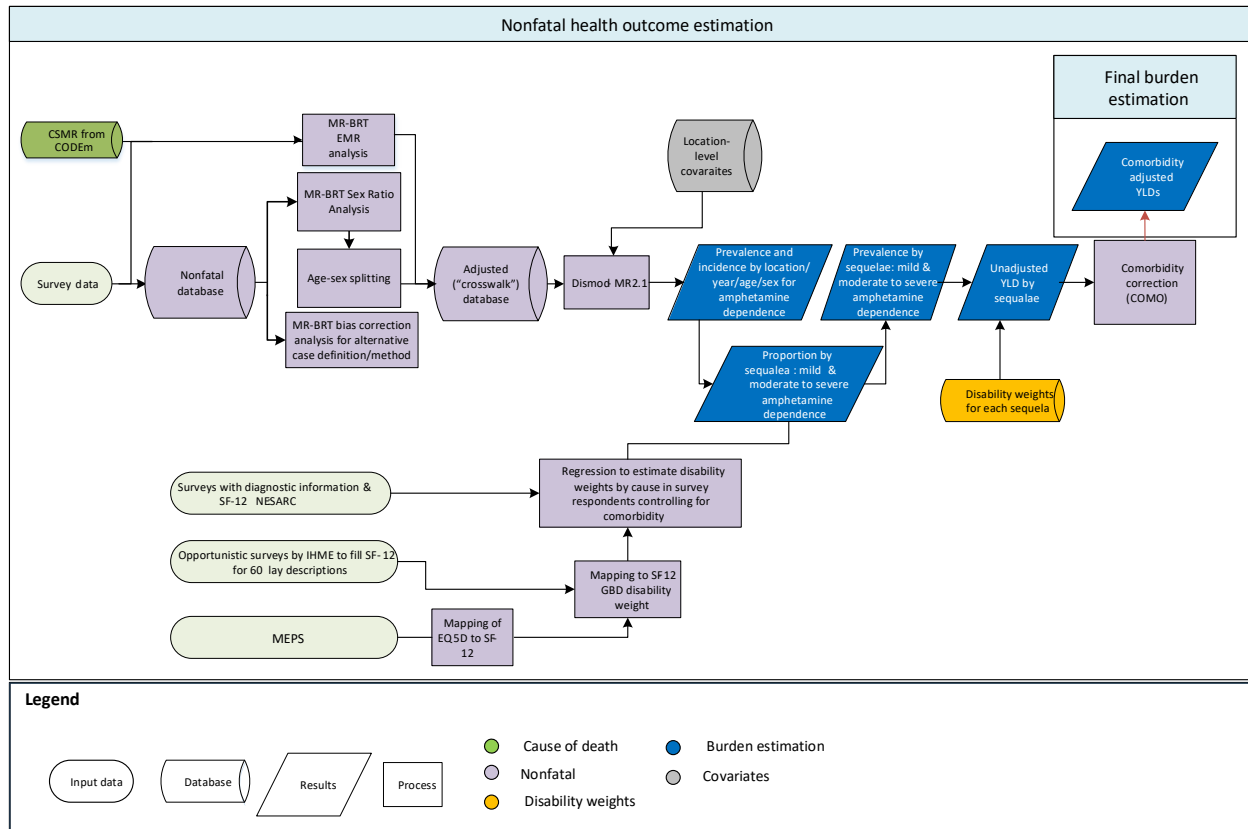 Nonfatal health outcome estimation
Final burden
estimation
CSMR from
CODEm
MR-BRT
EMR
analysis
Location-
level
covaraites
Comorbidity
adjusted
YLDs
MR-BRT Sex Ratio
Analysis
Survey data
Nonfatal
database
Age-sex splitting
Adjusted
("crosswalk")
database
Dismod-MR2.1
Prevalence and
incidence by location/
year/age/sex for
amphetamine
dependence
Prevalence by
sequelae: mild &
moderate to severe
amphetamine
dependence
Unadjusted
YLD by
sequalae
Comorbidity
correction
(COMO)
MR-BRT bias correction
analysis for alternative
case definition/method
Proportion by
sequalea : mild &
moderate to severe
amphetamine
dependence
Disability weights
for each sequela
Surveys with diagnostic information &
SF-12 NESARC
Regression to estimate disability
weights by cause in survey
respondents controlling for
comorbidity
Opportunistic surveys by IHME to fill SF-12
for 60 lay descriptions
Mapping to SF12
GBD disability
weight
MEPS
Mapping of
EQ5D to SF-
12
Legend
Input data
Database
Results
Process
Cause of death
Nonfatal
Disability weights
Burden estimation
Covariates